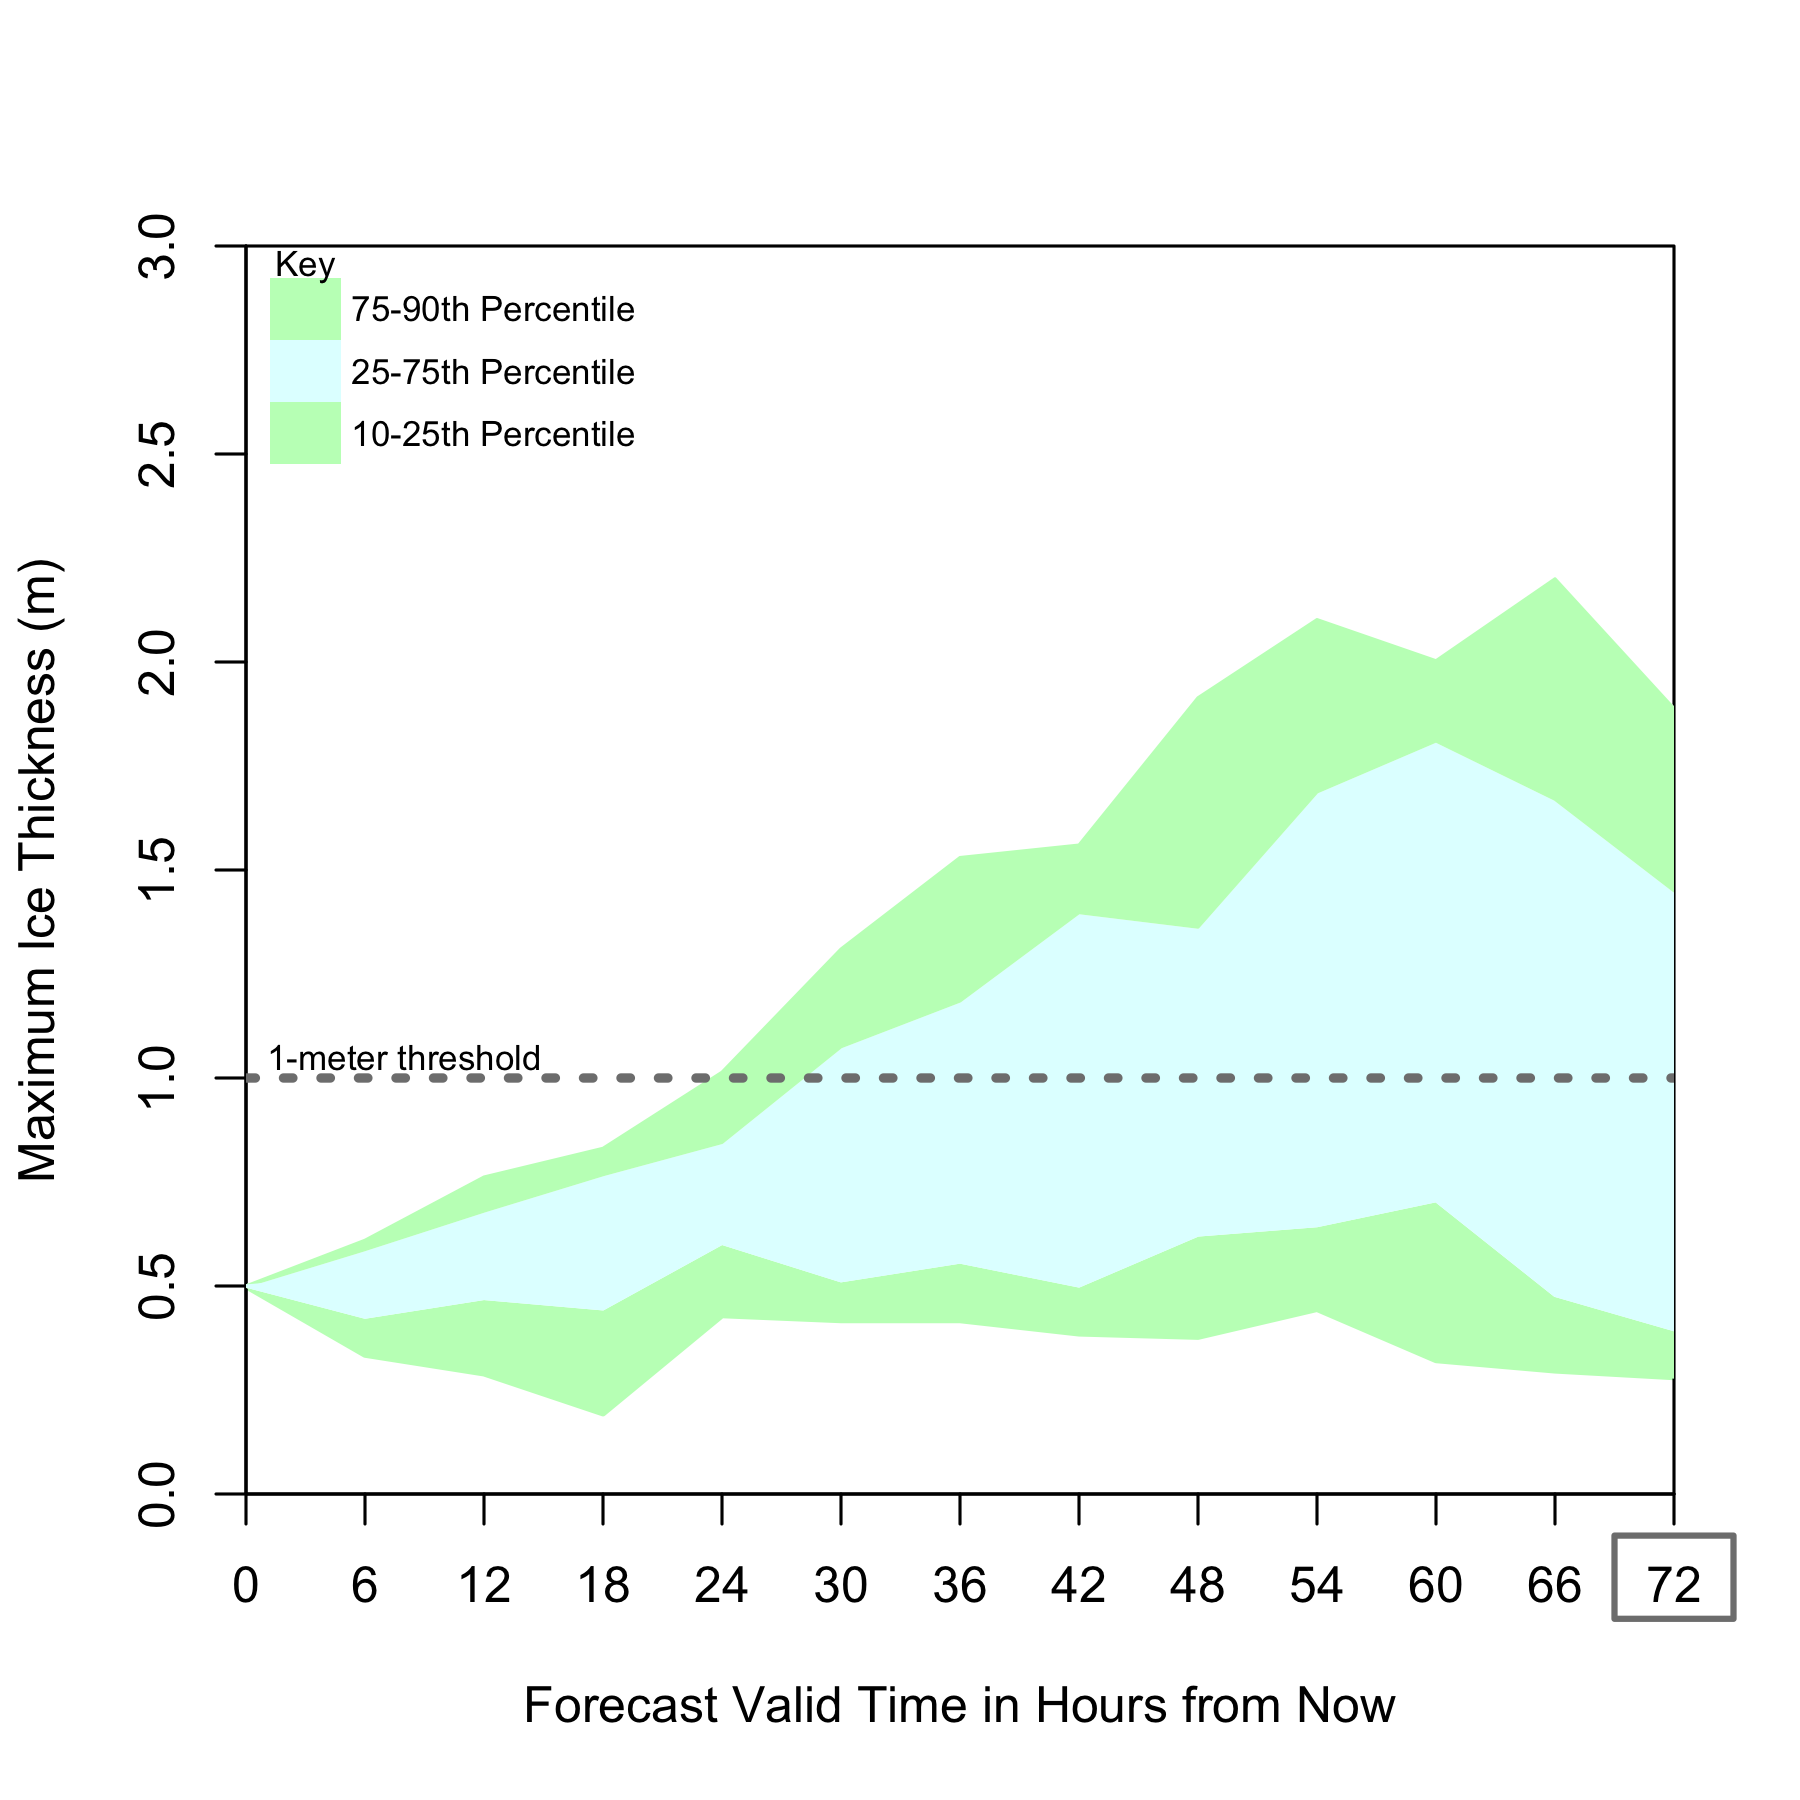 Key
75-90th Percentile
25-75th Percentile
10-25th Percentile
3.0
2.5
2.0
1.5
1.0
0.5
0.0
Maximum Ice Thickness (m)
1-meter threshold
0 6 12 18 24 30 36 42 48 54 60 66 72
Forecast Valid Time in Hours from Now